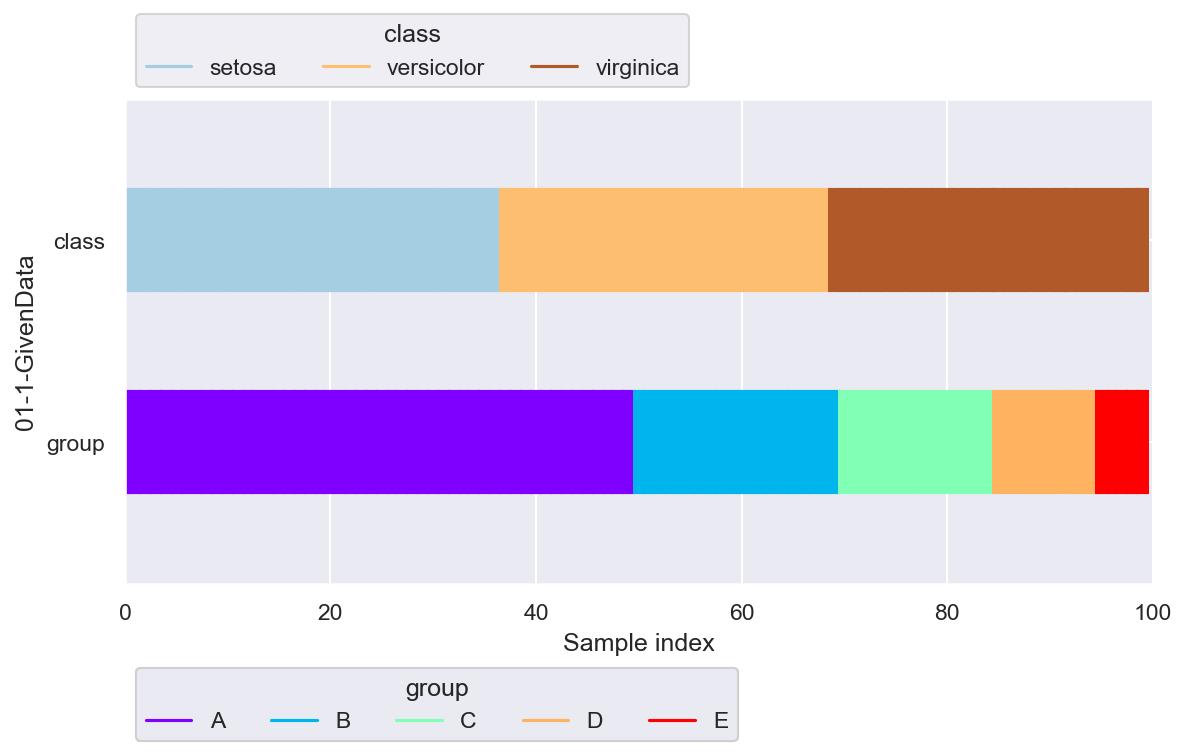 class
setosa versicolor virginica
class
01-1-GivenData
group
0 20 40 60 80 100
Sample index
group
A B C D E